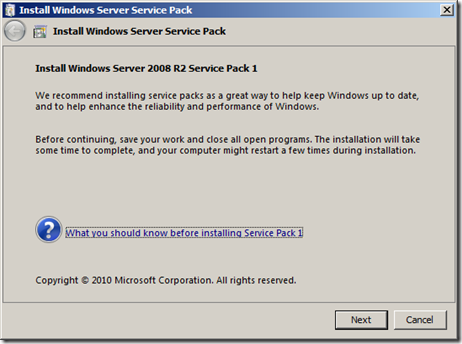 Install Windows Server Service Pack
Install Windows Server Service Pack
Install Windows Server 2008 R2 Service Pack 1
We recommend installing service packs as a great way to help keep Windows up to date,
and to help enhance the reliability and performance of Windows.
Before continuing, save your work and close all open programs. The installation will take
some time to complete, and your computer might restart a few times during installation.
What you should know before installing Service Pack 1
Copyright © 2010 Microsoft Corporation. All rights reserved.
Next Cancel